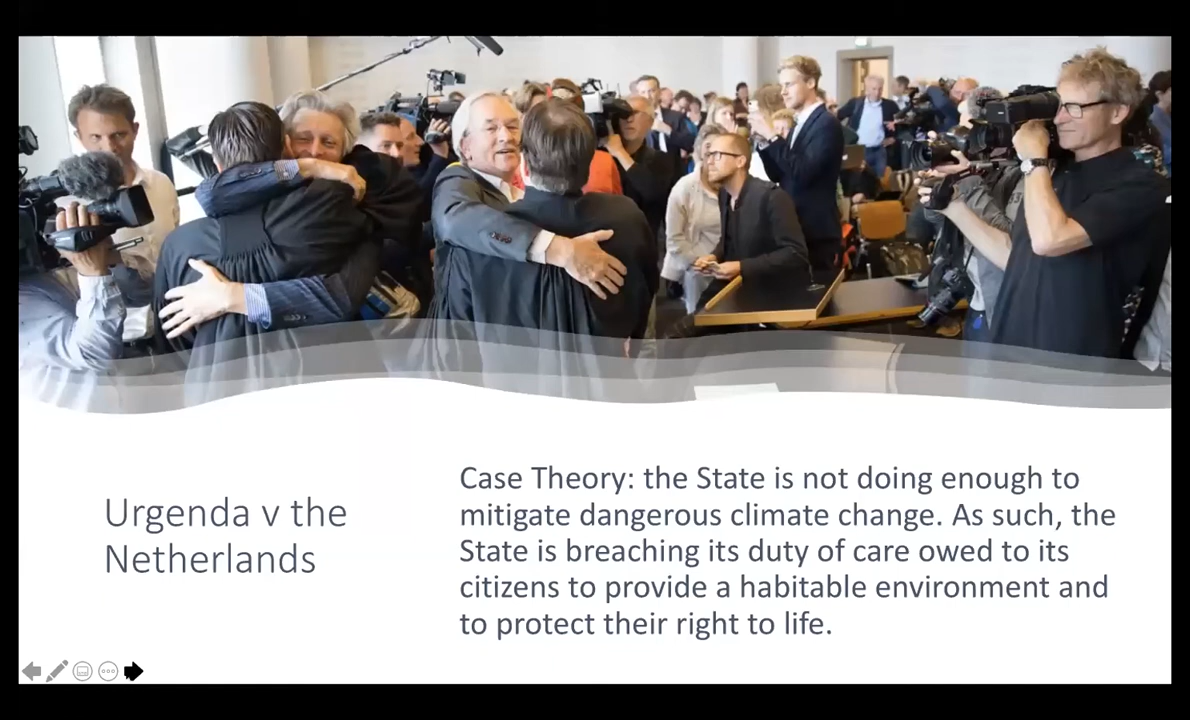 Urgenda v the
Netherlands
Case Theory: the State is not doing enough to
mitigate dangerous climate change. As such, the
State is breaching its duty of care owed to its
citizens to provide a habitable environment and
to protect their right to life.